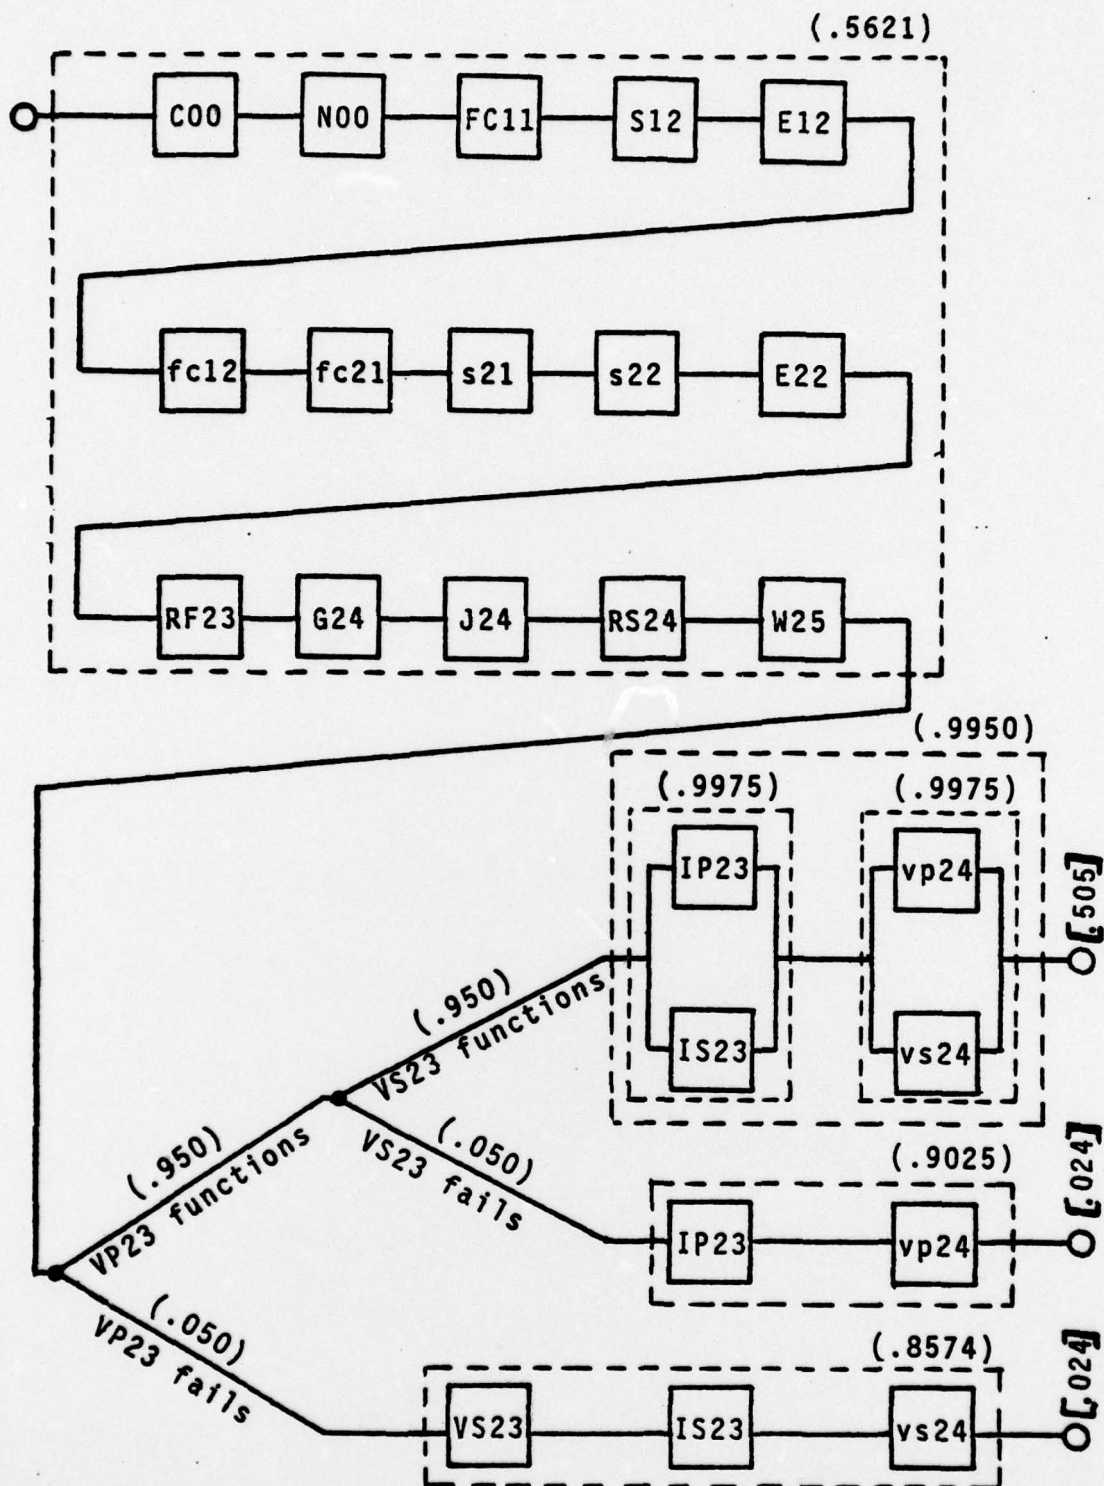 (.5621)
C00 N00 FC11 S12 E12
fc12 fc21 s21 s22 E22
RF23 G24 J24 RS24 W25
(.9950)
(.9975) (.9975)
IP23 vp24
[.505]
IS23 vs24
(.950)
VS23 functions
(.050)
VS23 fails
(.950)
VP23 functions
(.9025)
IP23 vp24
[.024]
(.050)
VP23 fails
(.8574)
VS23 IS23 vs24
[.024]